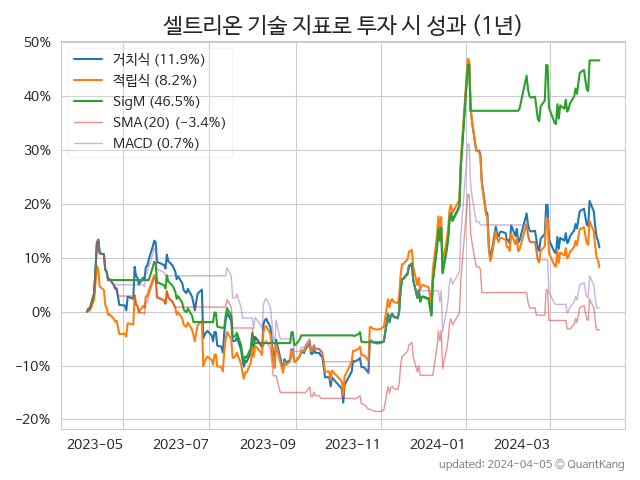 셀트리온 기술 지표로 투자 시 성과 (1년)
50%
40%
30%
20%
10%
0%
−10%
−20%
거치식 (11.9%)
적립식 (8.2%)
SigM (46.5%)
SMA(20) (−3.4%)
MACD (0.7%)
2023-05 2023-07 2023-09 2023-11 2024-01 2024-03
updated: 2024-04-05 © QuantKang